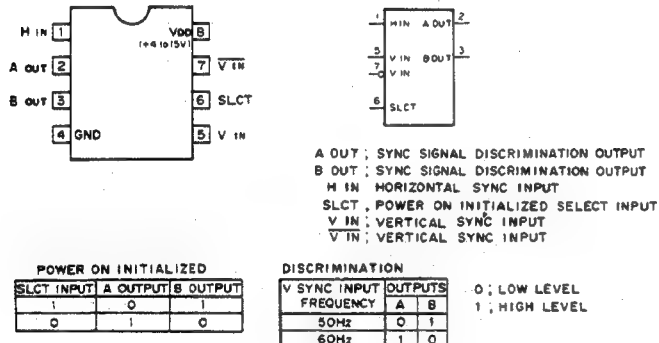 H IN 1 VDD 8
(+4 to 15V)
A OUT 2 7 V IN
B OUT 3 6 SLCT
4 GND 5 V IN
1 H IN A OUT 2
5 V IN B OUT 3
7 V IN
6 SLCT
A OUT ; SYNC SIGNAL DISCRIMINATION OUTPUT
B OUT ; SYNC SIGNAL DISCRIMINATION OUTPUT
H IN HORIZONTAL SYNC INPUT
SLCT , POWER ON INITIALIZED SELECT INPUT
V IN ; VERTICAL SYNC INPUT
V IN ; VERTICAL SYNC INPUT
POWER ON INITIALIZED
SLCT INPUT A OUTPUT B OUTPUT
1 0 1
0 1 0
DISCRIMINATION
V SYNC INPUT FREQUENCY OUTPUTS
A B
50Hz 0 1
60Hz 1 0
0 ; LOW LEVEL
1 ; HIGH LEVEL